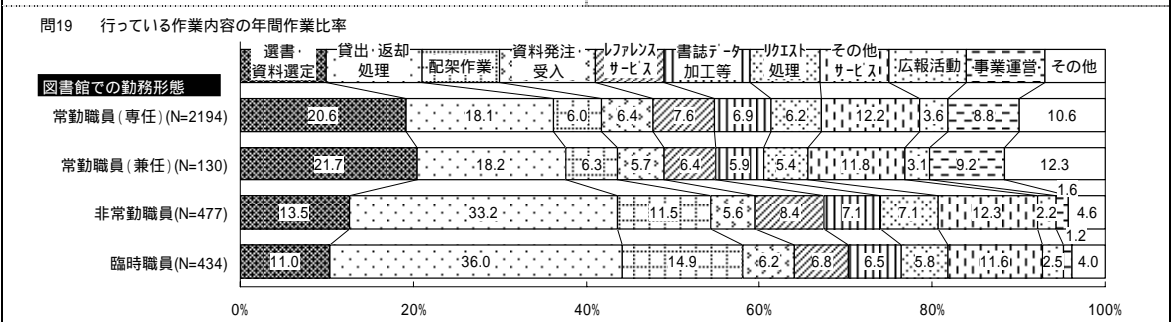 問19 行っている作業内容の年間作業比率
選書・ 貸出・返却 配架作業 資料発注・ ﾚﾌｧﾚﾝｽ 書誌ﾃﾞｰﾀ ﾘｸｴｽﾄ その他 広報活動 事業運営 その他
資料選定 処理 受入 ｻｰﾋﾞｽ 加工等 処理 ｻｰﾋﾞｽ
図書館での勤務形態
常勤職員(専任)(N=2194) 20.6 18.1 6.0 6.4 7.6 6.9 6.2 12.2 3.6 8.8 10.6
常勤職員(兼任)(N=130) 21.7 18.2 6.3 5.7 6.4 5.9 5.4 11.8 3.1 9.2 12.3
1.6
非常勤職員(N=477) 13.5 33.2 11.5 5.6 8.4 7.1 7.1 12.3 2.2 4.6
1.2
臨時職員(N=434) 11.0 36.0 14.9 6.2 6.8 6.5 5.8 11.6 2.5 4.0
0% 20% 40% 60% 80% 100%